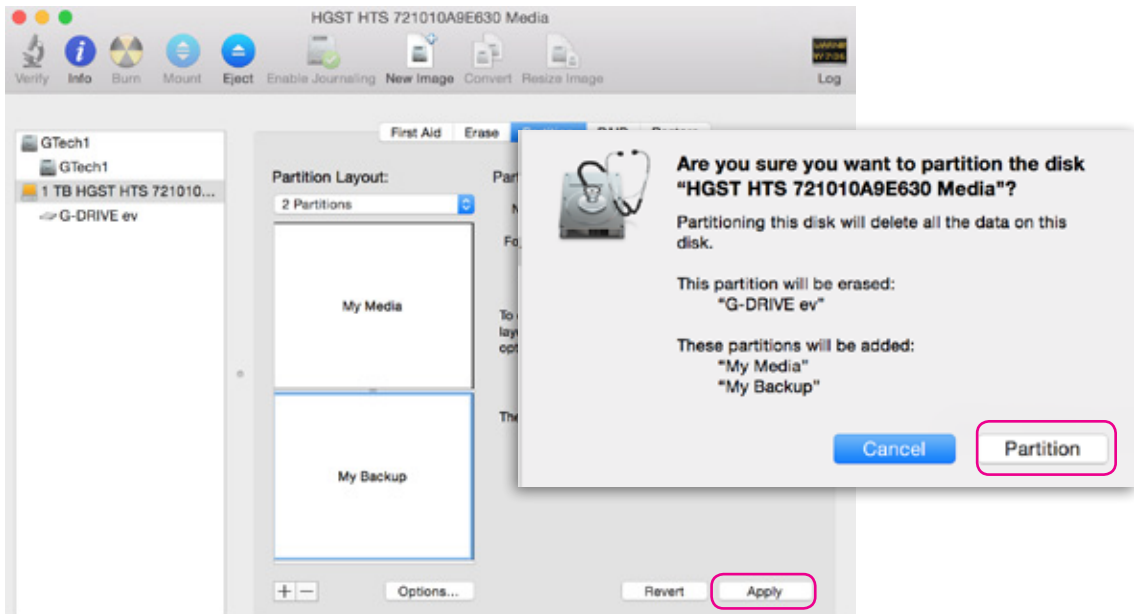 HGST HTS 721010A9E630 Media
Verify Info Burn Mount Eject Enable Journaling New Image Convert Resize Image Log
First Aid Erase
GTech1
GTech1
1 TB HGST HTS 721010...
G-DRIVE ev
Partition Layout:
2 Partitions
My Media
My Backup
+ −
Options...
Revert
Apply
Are you sure you want to partition the disk
“HGST HTS 721010A9E630 Media”?
Partitioning this disk will delete all the data on this
disk.
This partition will be erased:
“G-DRIVE ev”
These partitions will be added:
“My Media”
“My Backup”
Cancel
Partition